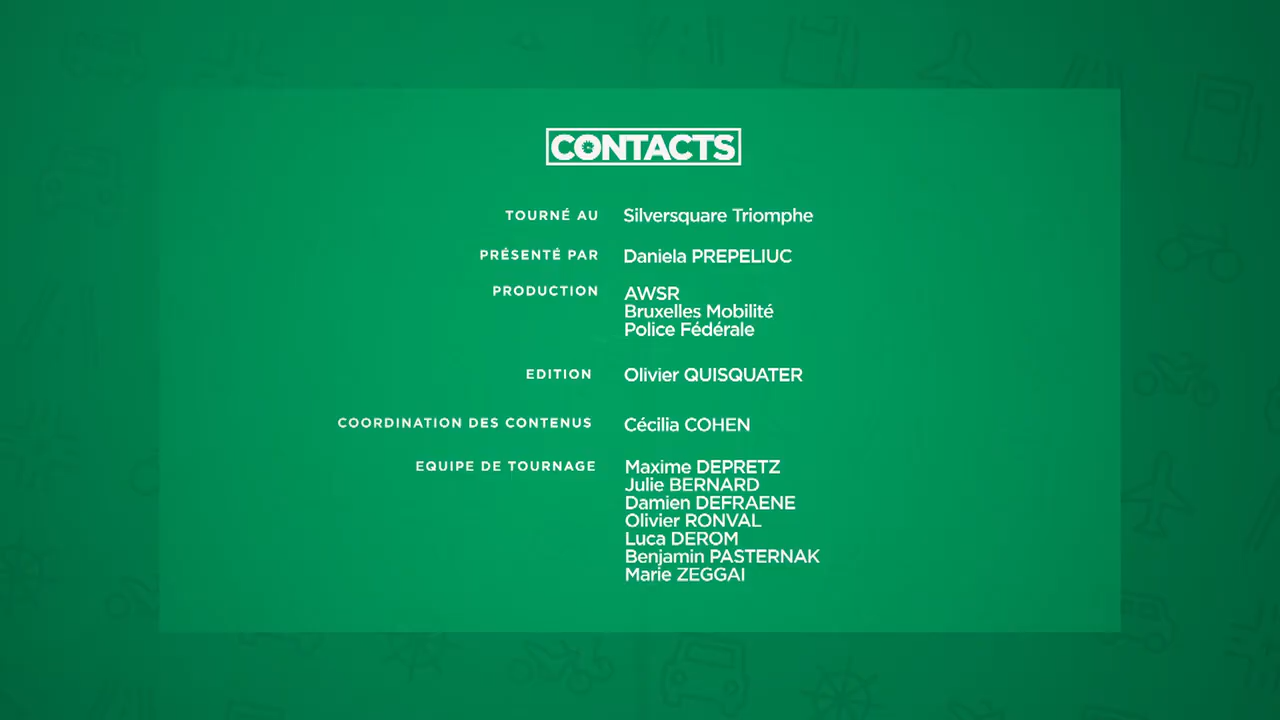 CONTACTS
TOURNÉ AU Silversquare Triomphe
PRÉSENTÉ PAR Daniela PREPELIUC
PRODUCTION AWSR
Bruxelles Mobilité
Police Fédérale
EDITION Olivier QUISQUATER
COORDINATION DES CONTENUS Cécilia COHEN
EQUIPE DE TOURNAGE Maxime DEPRETZ
Julie BERNARD
Damien DEFRAENE
Olivier RONVAL
Luca DEROM
Benjamin PASTERNAK
Marie ZEGGAI